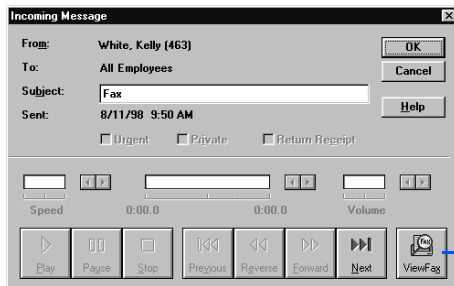 Incoming Message
From: White, Kelly (463)
OK
To: All Employees
Cancel
Subject: Fax
Help
Sent: 8/11/98 9:50 AM
Urgent Private Return Receipt
Speed 0:00.0 0:00.0 Volume
fax
Play Pause Stop Previous Reverse Forward Next ViewFax